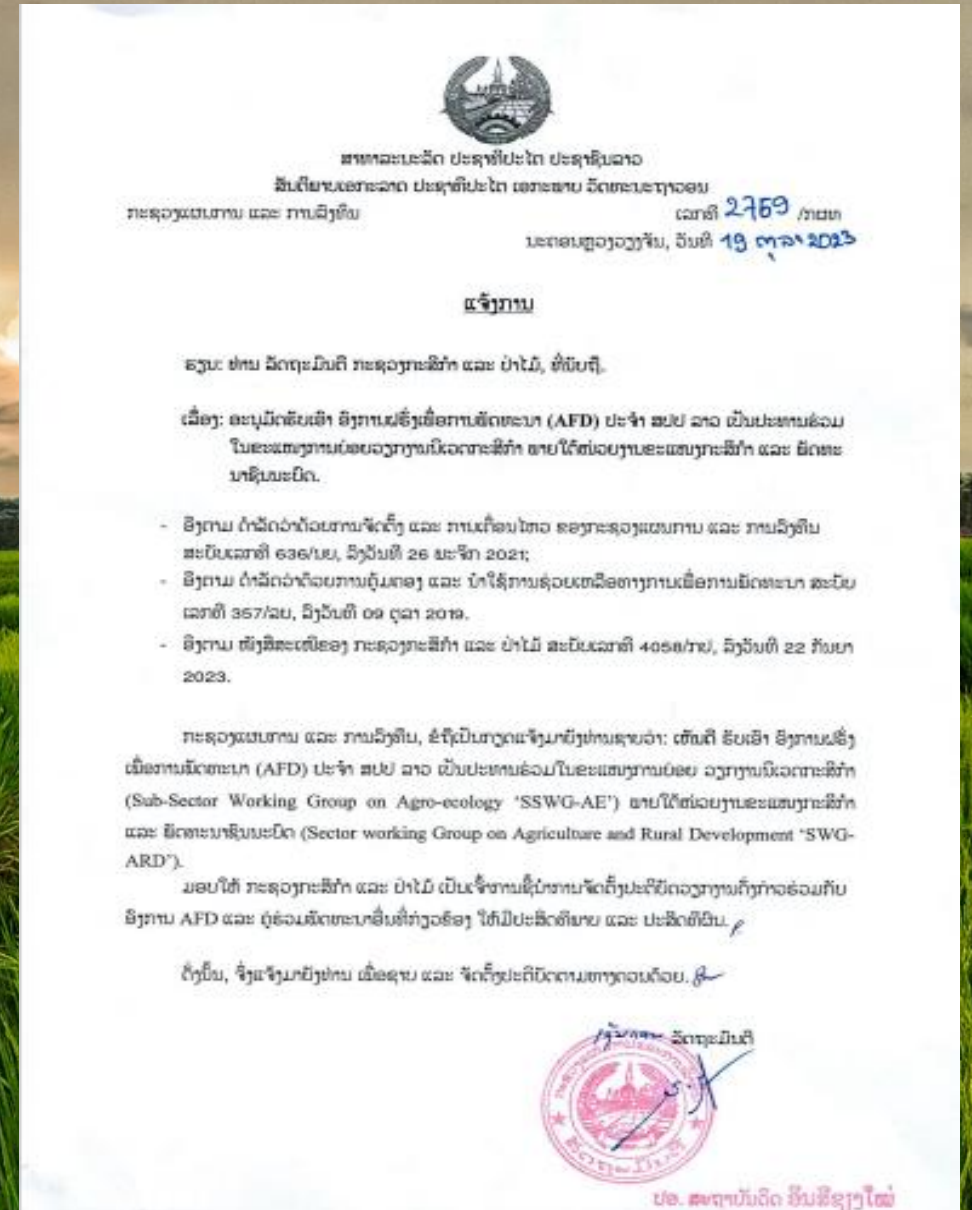 ສາທາລະນະລັດ ປະຊາທິປະໄຕ ປະຊາຊົນລາວ
ສັນຕິພາບເອກະລາດ ປະຊາທິປະໄຕ ເອກະພາບ ວັດທະນະຖາວອນ
ກະຊວງແຜນການ ແລະ ການລົງທຶນ ເລກທີ 2769 /ກຜທ
ນະຄອນຫຼວງວຽງຈັນ, ວັນທີ 19 ຕຸລາ 2023
ແຈ້ງການ
ຮຽນ: ທ່ານ ລັດຖະມົນຕີ ກະຊວງກະສິກຳ ແລະ ປ່າໄມ້, ທີ່ນັບຖື.
ເລື່ອງ: ອະນຸມັດຮັບເອົາ ອົງການຝຣັ່ງເພື່ອການພັດທະນາ (AFD) ປະຈຳ ສປປ ລາວ ເປັນປະທານຮ່ວມ
ໃນຂະແໜງການຍ່ອຍວຽກງານນິເວດກະສິກຳ ພາຍໃຕ້ໜ່ວຍງານຂະແໜງກະສິກຳ ແລະ ພັດທະ
ນາຊົນນະບົດ.
- ອີງຕາມ ດຳລັດວ່າດ້ວຍການຈັດຕັ້ງ ແລະ ການເຄື່ອນໄຫວ ຂອງກະຊວງແຜນການ ແລະ ການລົງທຶນ
ສະບັບເລກທີ 636/ນຍ, ລົງວັນທີ 26 ພະຈິກ 2021;
- ອີງຕາມ ດຳລັດວ່າດ້ວຍການຄຸ້ມຄອງ ແລະ ນຳໃຊ້ການຊ່ວຍເຫລືອທາງການເພື່ອການພັດທະນາ ສະບັບ
ເລກທີ 357/ລບ, ລົງວັນທີ 09 ຕຸລາ 2019.
- ອີງຕາມ ໜັງສືສະເໜີຂອງ ກະຊວງກະສິກຳ ແລະ ປ່າໄມ້ ສະບັບເລກທີ 4058/ກປ, ລົງວັນທີ 22 ກັນຍາ
2023.
ກະຊວງແຜນການ ແລະ ການລົງທຶນ, ຂໍຖືເປັນກຽດແຈ້ງມາຍັງທ່ານຊາບວ່າ: ເຫັນດີ ຮັບເອົາ ອົງການຝຣັ່ງ
ເພື່ອການພັດທະນາ (AFD) ປະຈຳ ສປປ ລາວ ເປັນປະທານຮ່ວມໃນຂະແໜງການຍ່ອຍ ວຽກງານນິເວດກະສິກຳ
(Sub-Sector Working Group on Agro-ecology ‘SSWG-AE’) ພາຍໃຕ້ໜ່ວຍງານຂະແໜງກະສິກຳ
ແລະ ພັດທະນາຊົນນະບົດ (Sector working Group on Agriculture and Rural Development ‘SWG-
ARD’).
ມອບໃຫ້ ກະຊວງກະສິກຳ ແລະ ປ່າໄມ້ ເປັນເຈົ້າການຊີ້ນຳການຈັດຕັ້ງປະຕິບັດວຽກງານດັ່ງກ່າວຮ່ວມກັບ
ອົງການ AFD ແລະ ຄູ່ຮ່ວມພັດທະນາອື່ນທີ່ກ່ຽວຂ້ອງ ໃຫ້ມີປະສິດທິພາບ ແລະ ປະສິດທິຜົນ.
ດັ່ງນັ້ນ, ຈຶ່ງແຈ້ງມາຍັງທ່ານ ເພື່ອຊາບ ແລະ ຈັດຕັ້ງປະຕິບັດຕາມທາງຄວນດ້ວຍ.
ລັດຖະມົນຕີ
ລັດຖະມົນຕີ
ປອ. ສະຖາບັນດິດ ອິນສີຊຽງໃໝ່